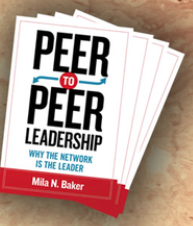 PEER
TO
PEER
LEADERSHIP
WHY THE NETWORK
IS THE LEADER
Mila N. Baker